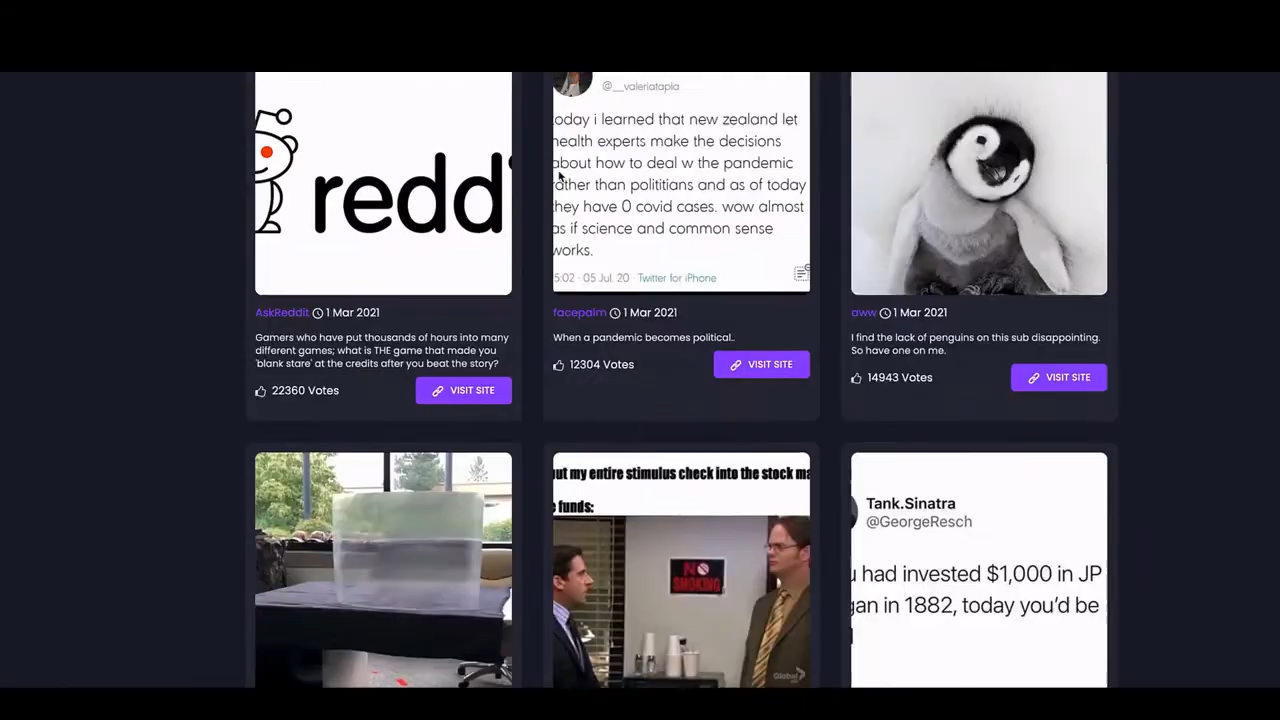 redd
AskReddit 1 Mar 2021
Gamers who have put thousands of hours into many
different games; what is THE game that made you
'blank stare' at the credits after you beat the story?
22360 Votes
VISIT SITE
@__valeriatapia
oday i learned that new zealand let
health experts make the decisions
about how to deal w the pandemic
rather than polititians and as of today
they have 0 covid cases. wow almost
as if science and common sense
works.
5:02 · 05 Jul. 20 · Twitter for iPhone
facepalm 1 Mar 2021
When a pandemic becomes political..
12304 Votes
VISIT SITE
aww 1 Mar 2021
I find the lack of penguins on this sub disappointing.
So have one on me.
14943 Votes
VISIT SITE
ut my entire stimulus check into the stock ma
e funds:
NO
SMOKING
Global
Tank.Sinatra
@GeorgeResch
u had invested $1,000 in JP
gan in 1882, today you'd be